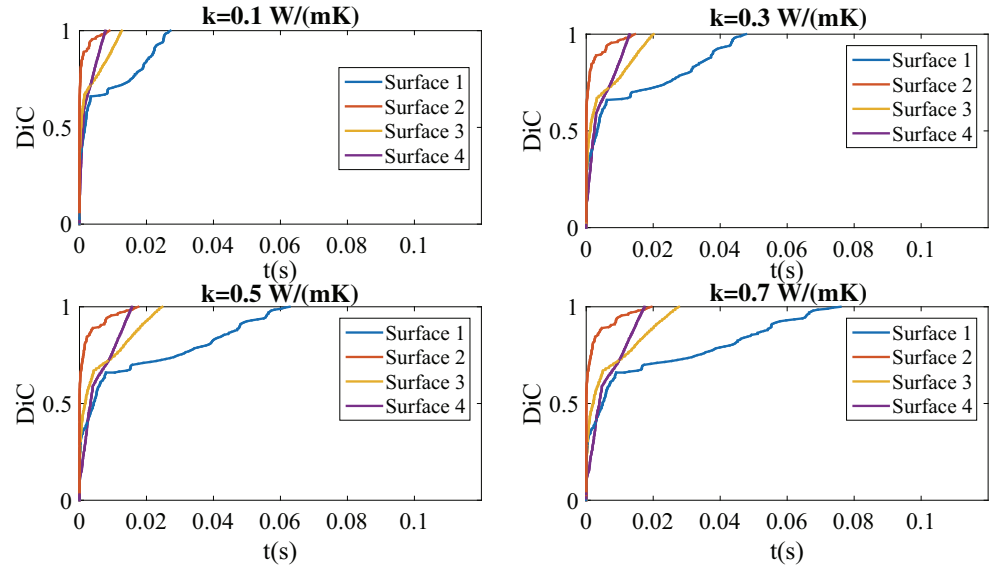 k=0.1 W/(mK)
1
0.5
0
DiC
Surface 1
Surface 2
Surface 3
Surface 4
0 0.02 0.04 0.06 0.08 0.1
t(s)
k=0.3 W/(mK)
1
0.5
0
DiC
Surface 1
Surface 2
Surface 3
Surface 4
0 0.02 0.04 0.06 0.08 0.1
t(s)
k=0.5 W/(mK)
1
0.5
0
DiC
Surface 1
Surface 2
Surface 3
Surface 4
0 0.02 0.04 0.06 0.08 0.1
t(s)
k=0.7 W/(mK)
1
0.5
0
DiC
Surface 1
Surface 2
Surface 3
Surface 4
0 0.02 0.04 0.06 0.08 0.1
t(s)